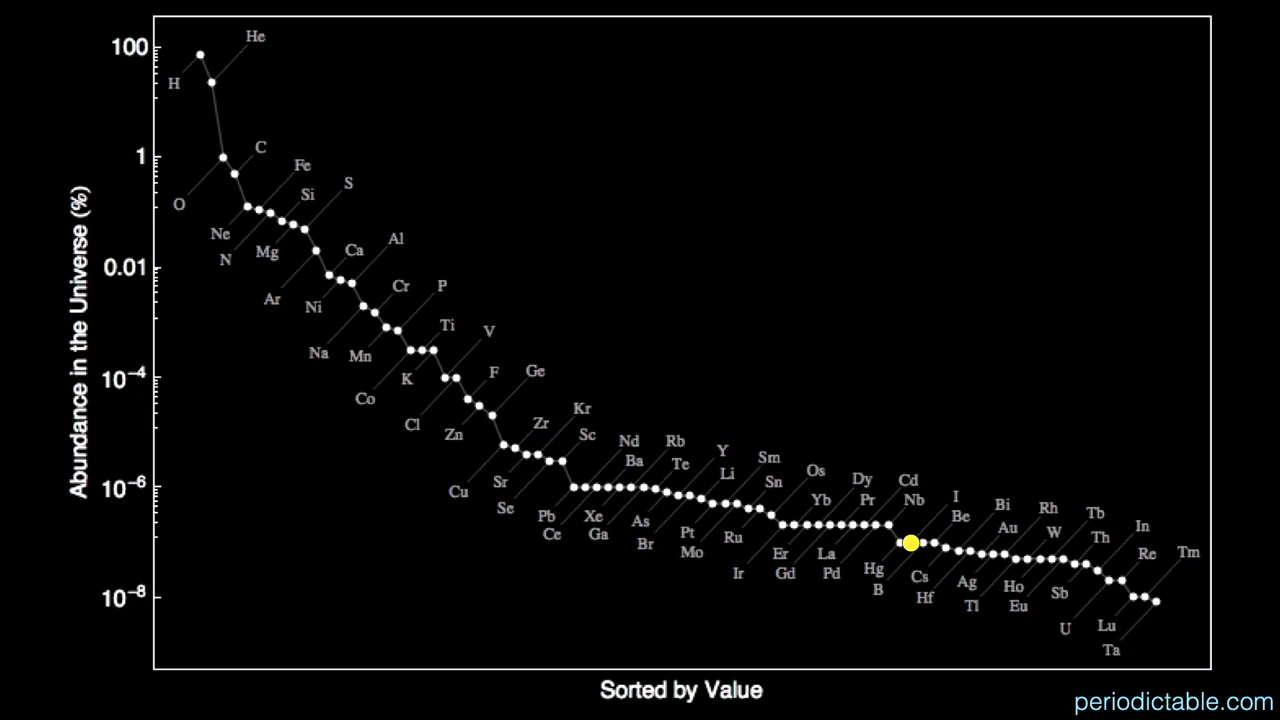 He
100
H
C
1
Fe
S
Si
O
Ne
Mg
N
Al
Ca
0.01
Ar
Ni
Cr
P
Ti
V
Na
Mn
F
Ge
10⁻⁴
K
Co
Kr
Zr
Cl
Sc
Zn
Nd
Rb
Y
Sm
Ba
Te
Li
Os
Sn
Dy
Cd
10⁻⁶
Sr
Cu
Yb
Pr
Nb
I
Bi
Rh
Se
Pb
Xe
As
Be
Au
Tb
Ce
Ga
Pt
Ru
W
In
Br
Mo
Th
Er
La
Re
Tm
Ir
Gd
Pd
Hg
Cs
Ag
Ho
B
Sb
10⁻⁸
Hf
Tl
Eu
U
Lu
Ta
Abundance in the Universe (%)
Sorted by Value
periodictable.com